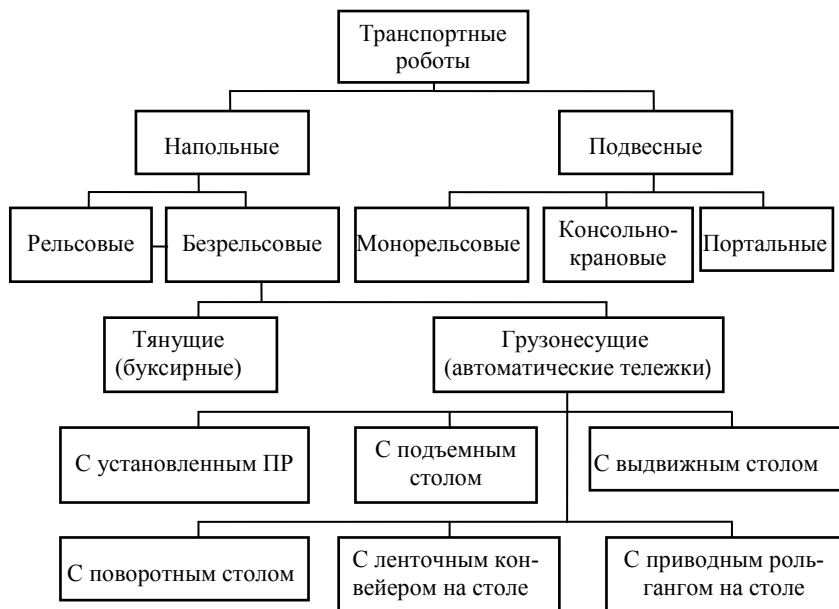 Транспортные
роботы
Напольные
Подвесные
Рельсовые
Безрельсовые
Монорельсовые
Консольно-
крановые
Портальные
Тянущие
(буксирные)
Грузонесущие
(автоматические тележки)
С установленным ПР
С подъемным
столом
С выдвижным столом
С поворотным столом
С ленточным кон-
вейером на столе
С приводным роль-
гангом на столе